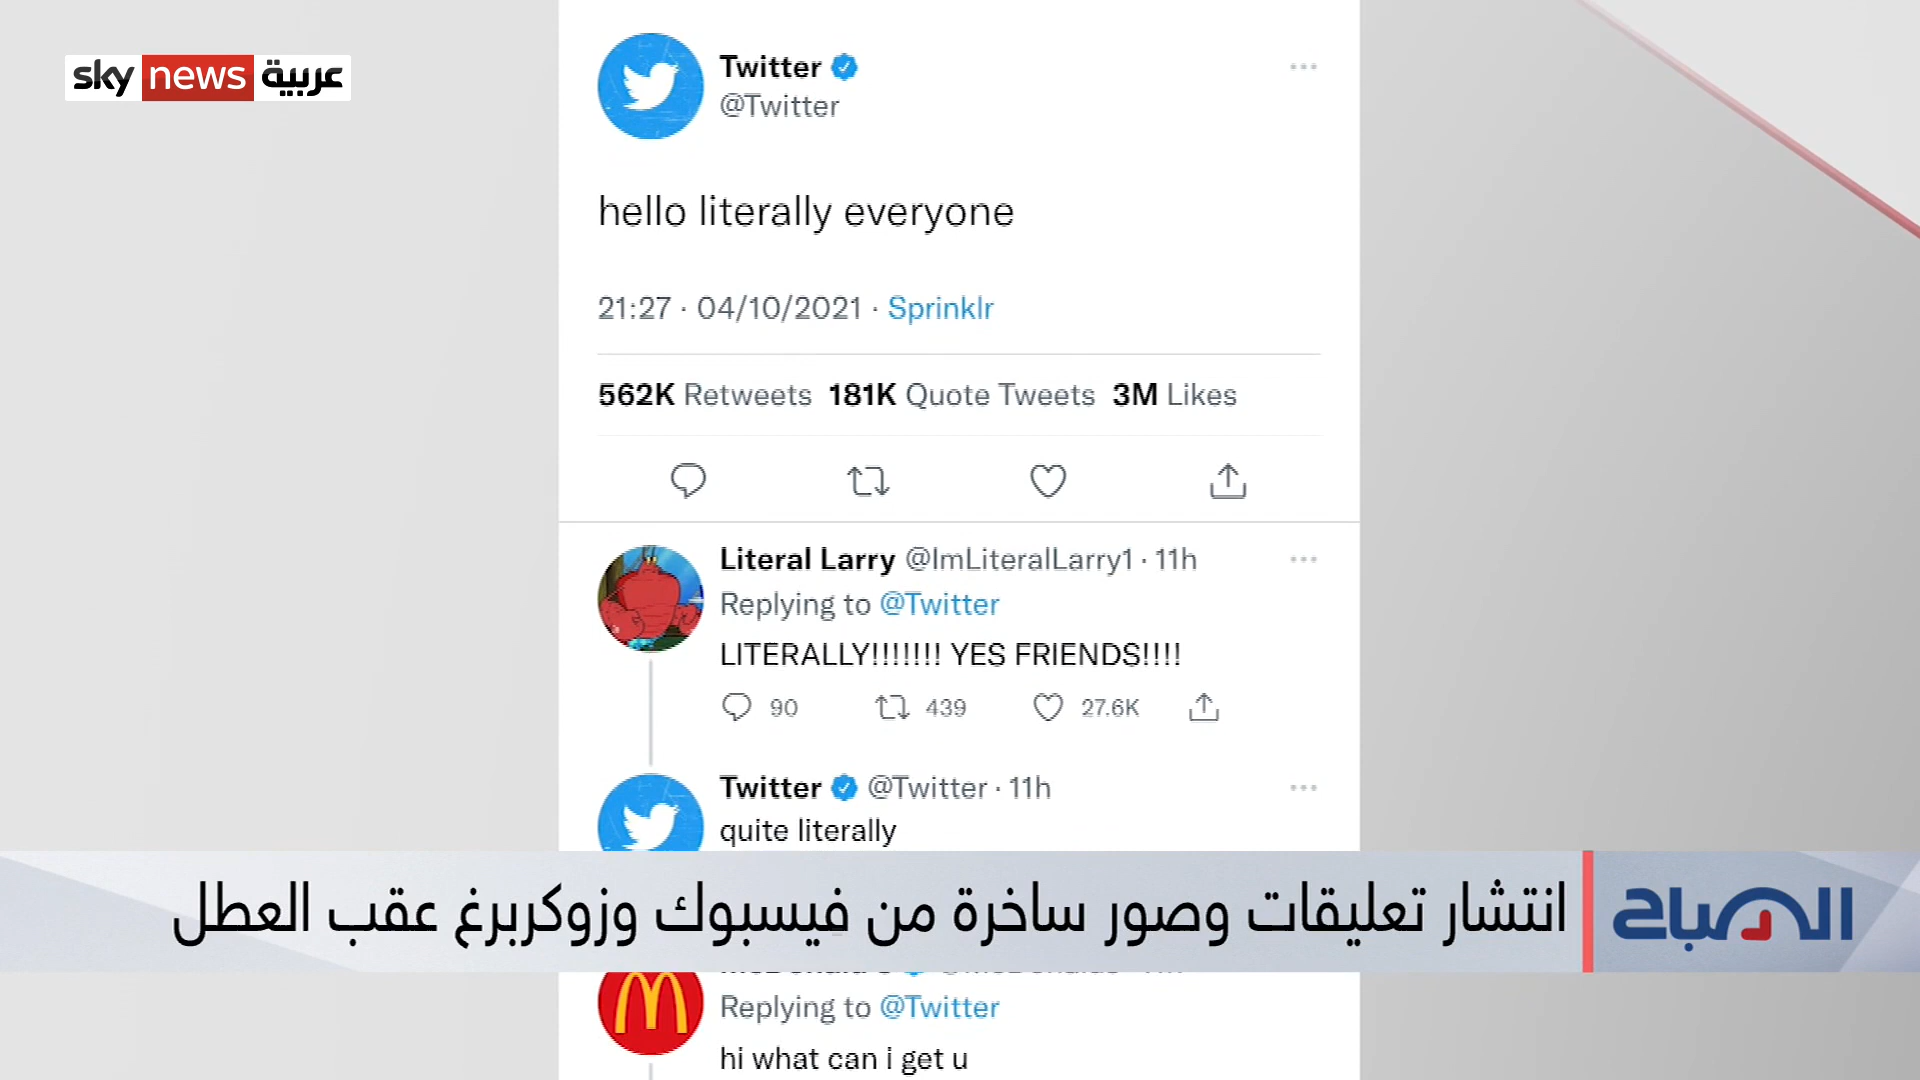 sky news عربية
Twitter
@Twitter
hello literally everyone
21:27 · 04/10/2021 · Sprinklr
562K Retweets 181K Quote Tweets 3M Likes
Literal Larry @ImLiteralLarry1 · 11h
Replying to @Twitter
LITERALLY!!!!!!! YES FRIENDS!!!!
90 439 27.6K
Twitter @Twitter · 11h
quite literally
الصباح
انتشار تعليقات وصور ساخرة من فيسبوك وزوكربرغ عقب العطل
Replying to @Twitter
hi what can i get u